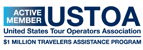 ACTIVE
MEMBER
USTOA
United States Tour Operators Association
$1 MILLION TRAVELERS ASSISTANCE PROGRAM